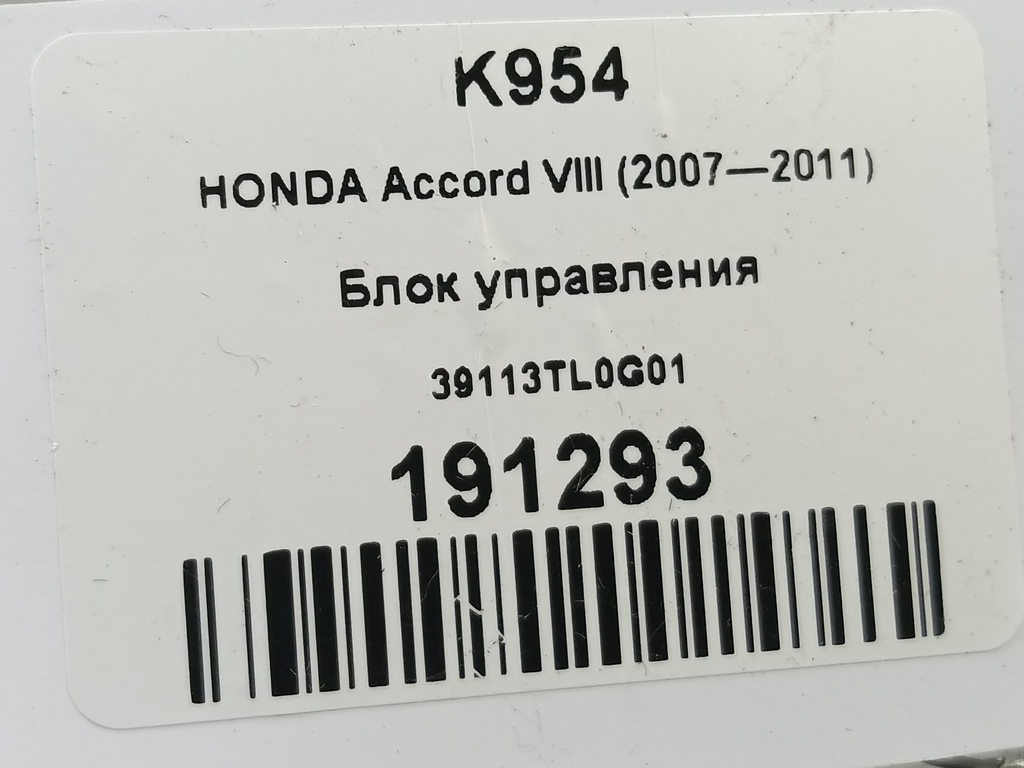 K954
HONDA Accord VIII (2007—2011)
Блок управления
39113TL0G01
191293